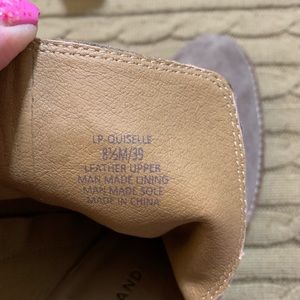 LP-QUISELLE
8½M/39
LEATHER UPPER
MAN MADE LINING
MAN MADE SOLE
MADE IN CHINA